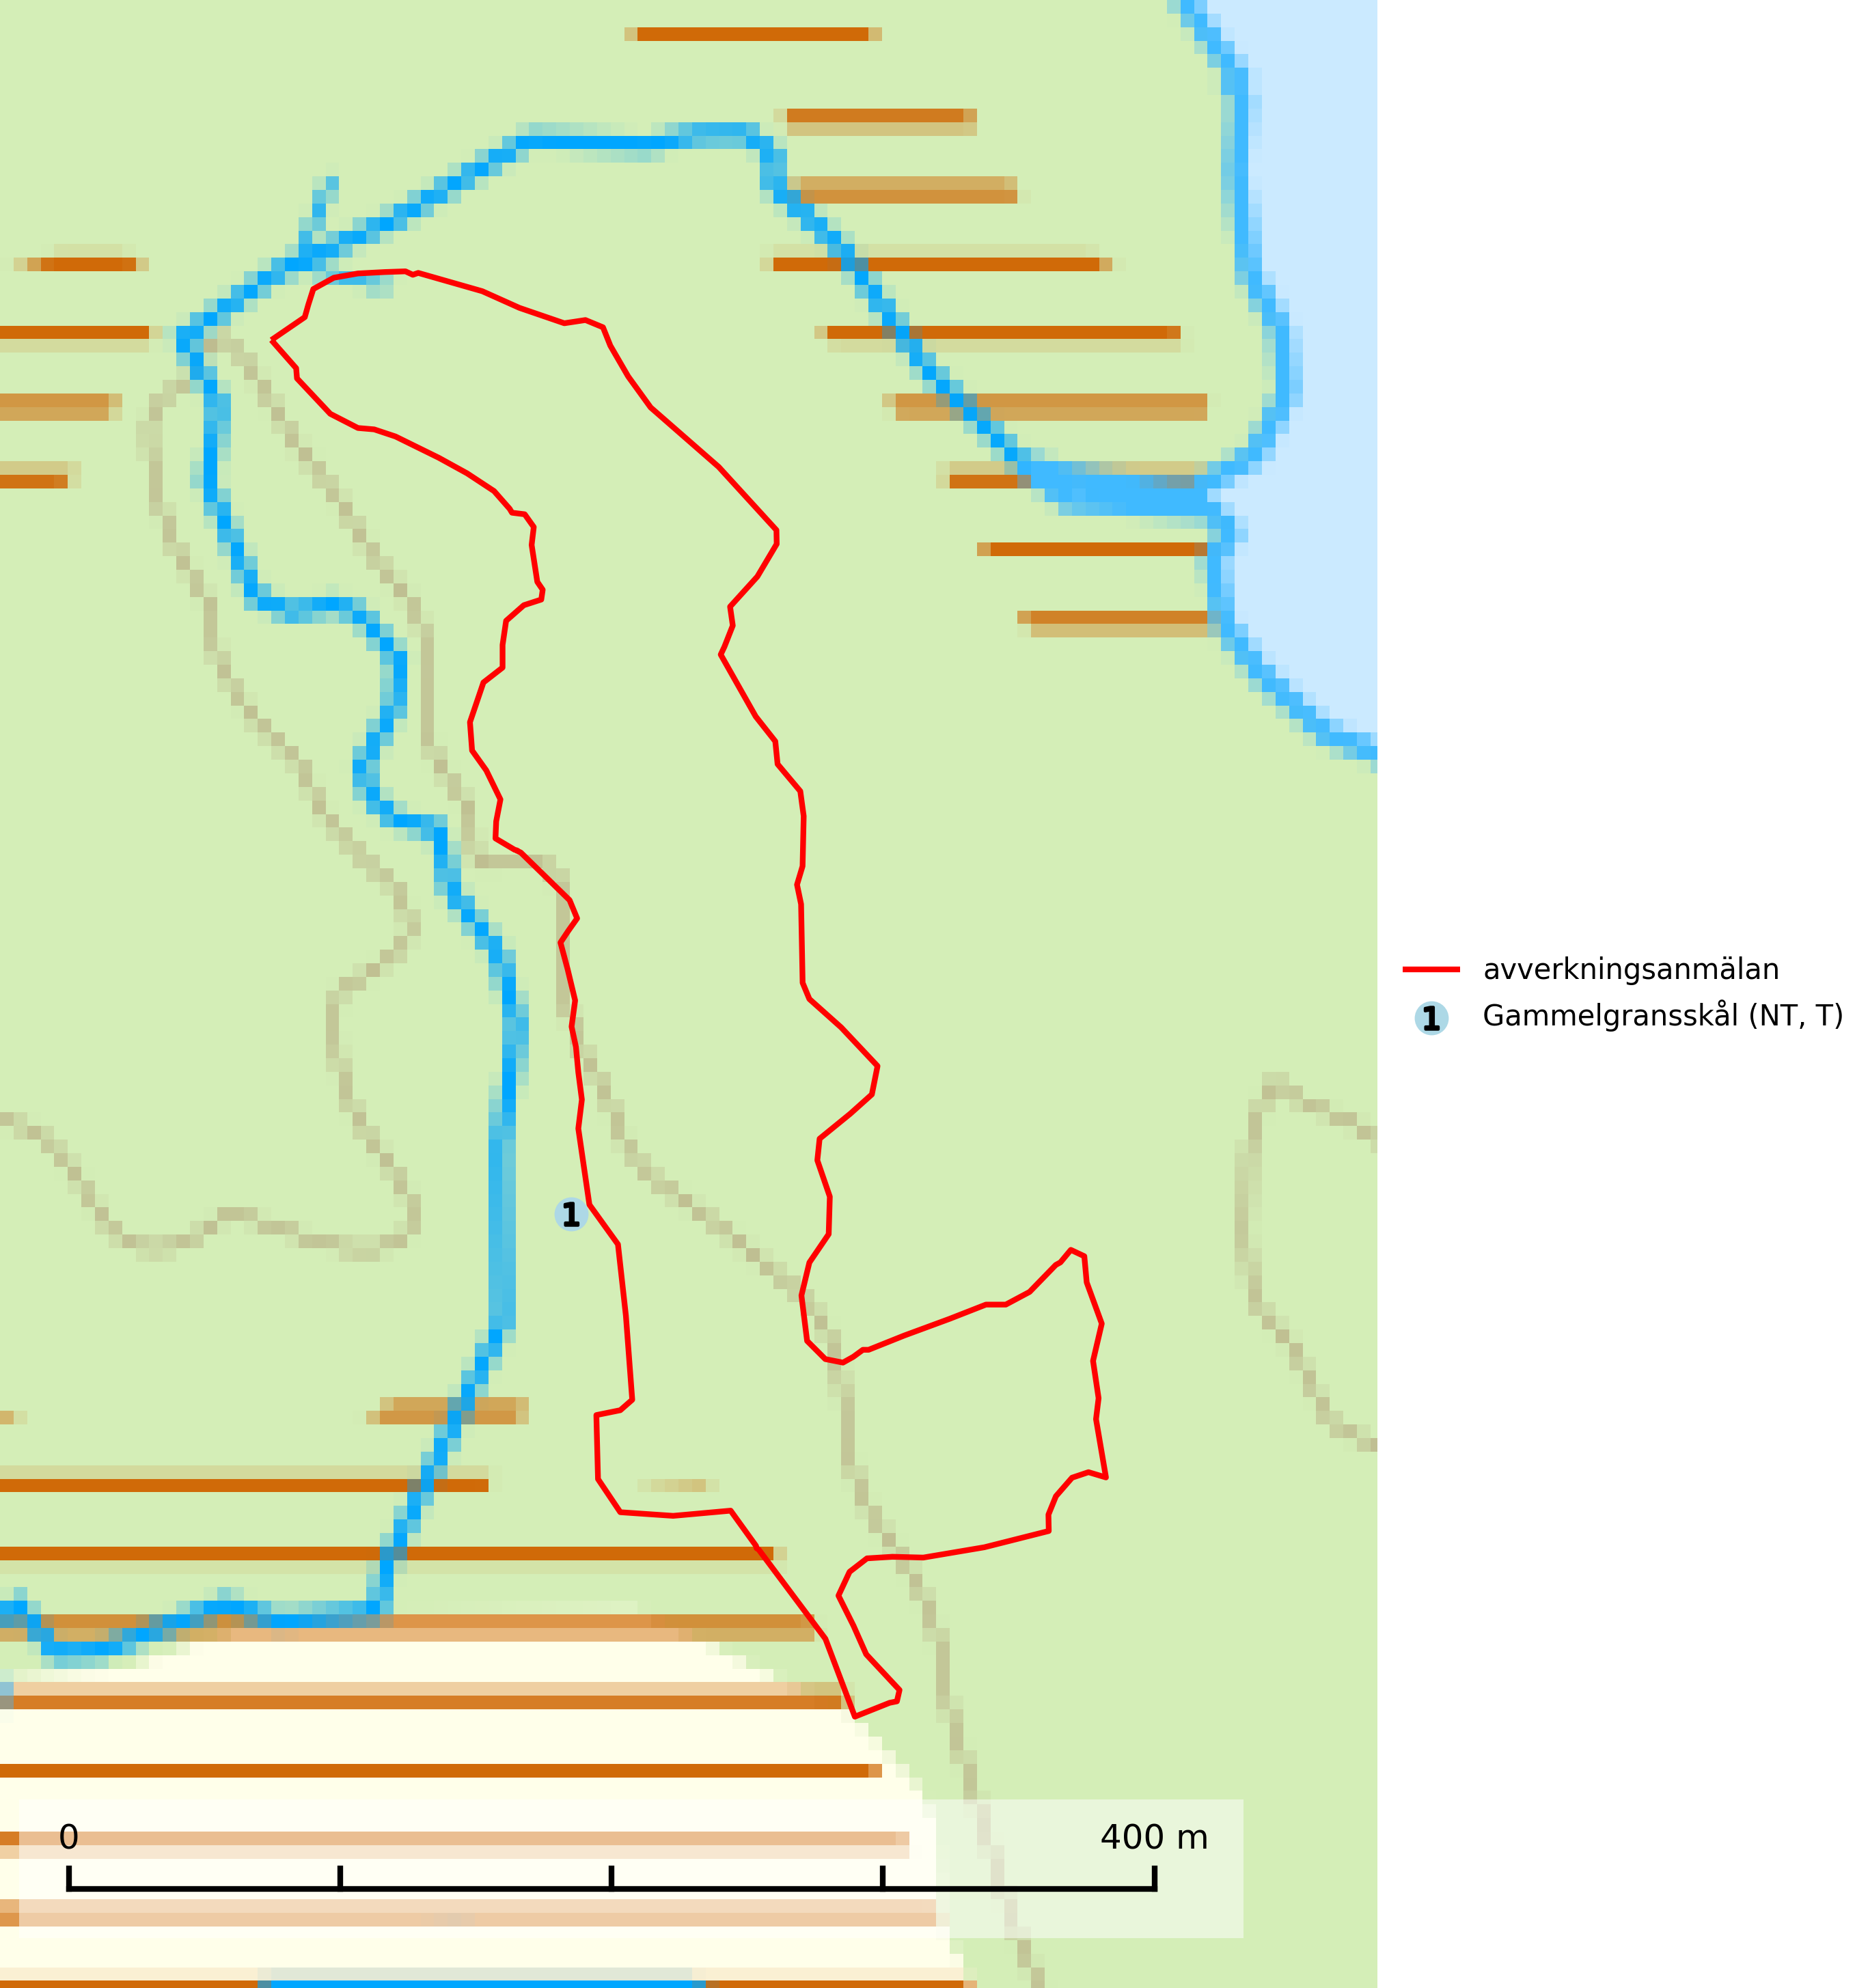 avverkningsanmälan
1 Gammelgransskål (NT, T)
1
0 400 m